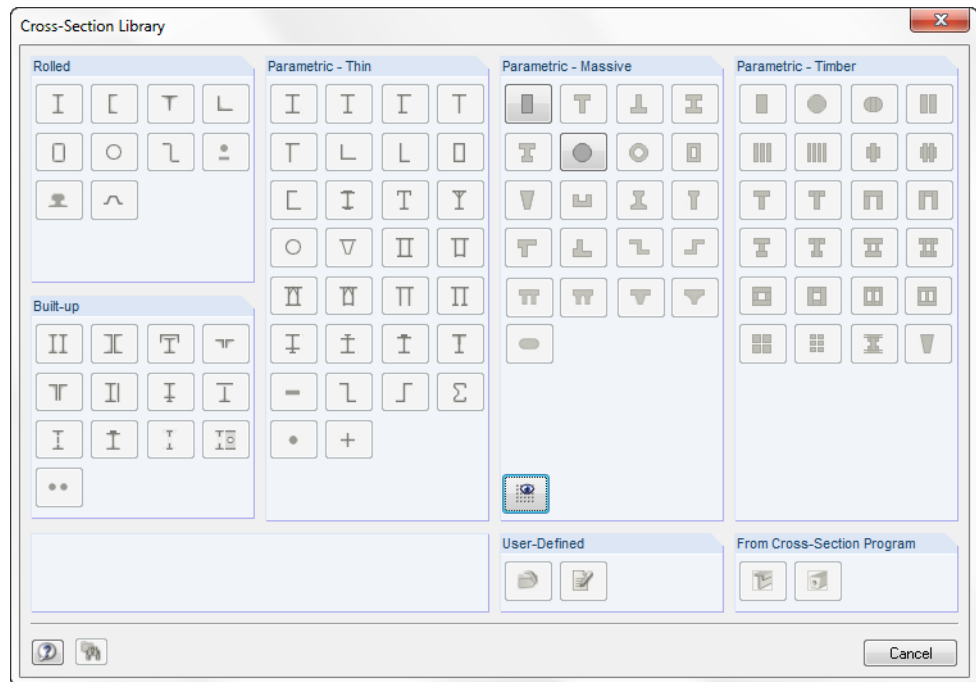 Cross-Section Library
Rolled
Parametric - Thin
Parametric - Massive
Parametric - Timber
Built-up
User-Defined
From Cross-Section Program
Cancel